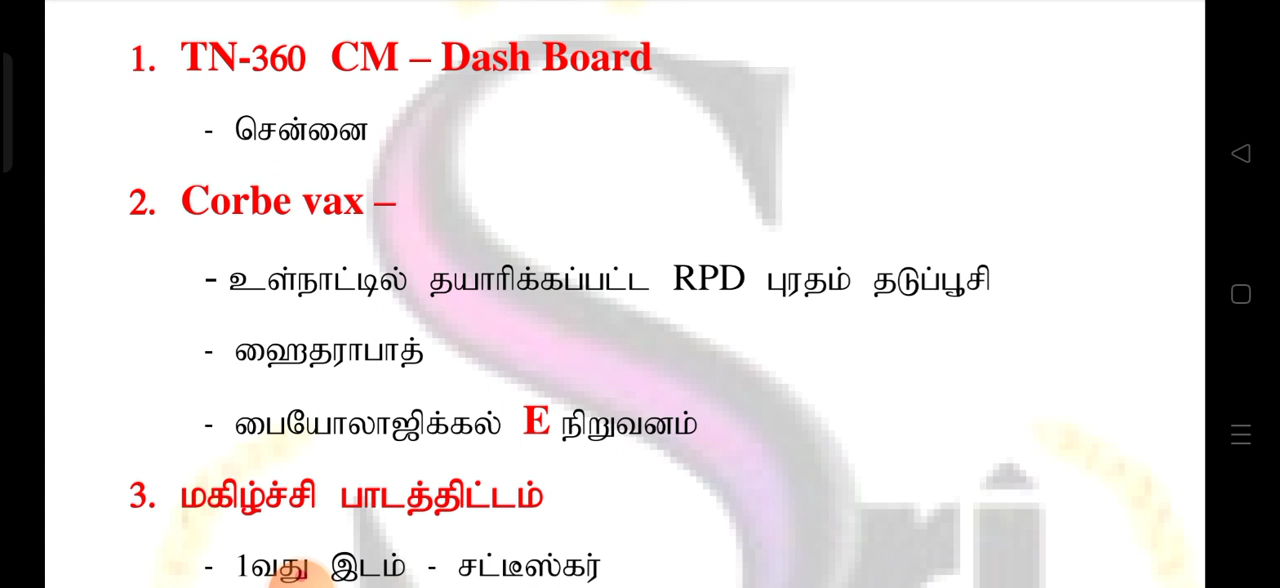 1. TN-360 CM – Dash Board
- சென்னை
2. Corbe vax –
- உள்நாட்டில் தயாரிக்கப்பட்ட RPD புரதம் தடுப்பூசி
- ஹைதராபாத்
- பையோலாஜிக்கல் E நிறுவனம்
3. மகிழ்ச்சி பாடத்திட்டம்
- 1வது இடம் - சட்டீஸ்கர்
Sri